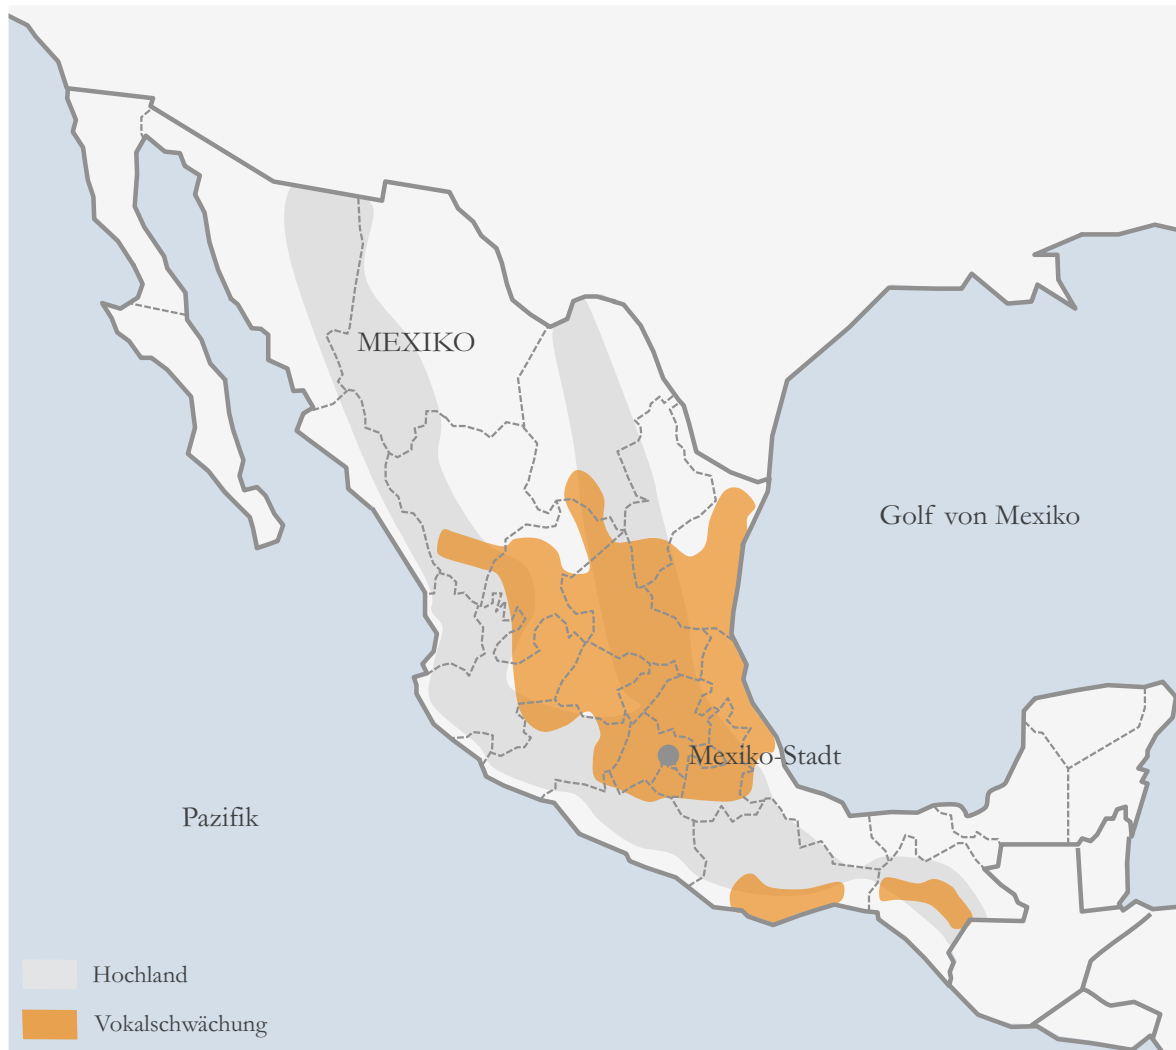 MEXIKO
Golf von Mexiko
Mexiko-Stadt
Pazifik
Hochland
Vokalschwächung